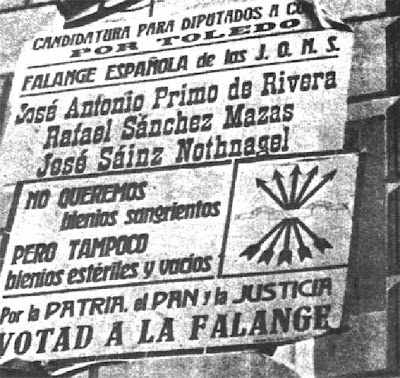 CANDIDATURA PARA DIPUTADOS A CO
POR TOLEDO
FALANGE ESPAÑOLA de las J.O.N.S.
José Antonio Primo de Rivera
Rafael Sánchez Mazas
José Sáinz Nothnagel
NO QUEREMOS
bienios sangrientos
PERO TAMPOCO
bienios estériles y vacíos
Por la PATRIA, el PAN y la JUSTICIA
VOTAD A LA FALANGE